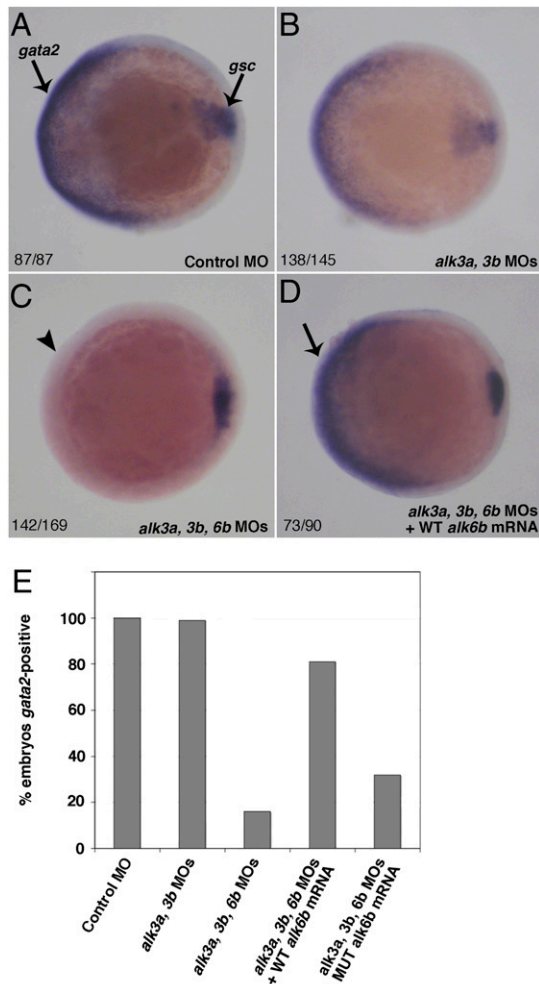 A
gata2
gsc
87/87
Control MO
B
138/145
alk3a, 3b MOs
C
142/169
alk3a, 3b, 6b MOs
D
73/90
alk3a, 3b, 6b MOs
+ WT alk6b mRNA
E
% embryos gata2-positive
100
80
60
40
20
0
Control MO
alk3a, 3b MOs
alk3a, 3b, 6b MOs
alk3a, 3b, 6b MOs
+ WT alk6b mRNA
alk3a, 3b, 6b MOs
MUT alk6b mRNA